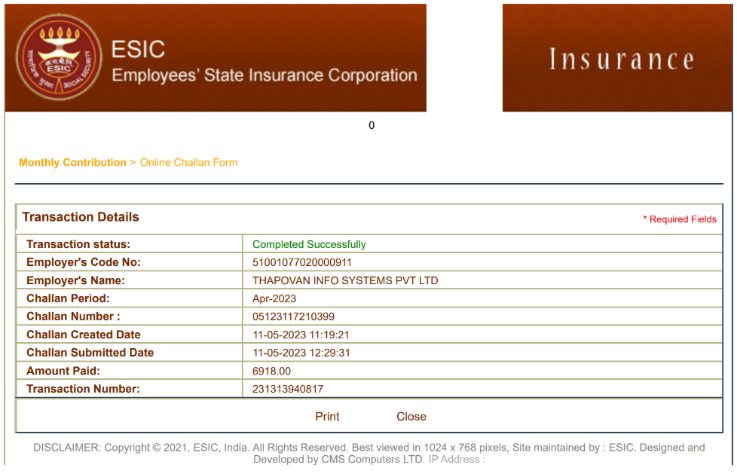 ESIC
Employees' State Insurance Corporation
Insurance
ESIC
SOCIAL SECURITY
0
Monthly Contribution > Online Challan Form
Transaction Details
* Required Fields
Transaction status: Completed Successfully
Employer's Code No: 51001077020000911
Employer's Name: THAPOVAN INFO SYSTEMS PVT LTD
Challan Period: Apr-2023
Challan Number : 05123117210399
Challan Created Date 11-05-2023 11:19:21
Challan Submitted Date 11-05-2023 12:29:31
Amount Paid: 6918.00
Transaction Number: 231313940817
Print Close
DISCLAIMER: Copyright © 2021, ESIC, India. All Rights Reserved. Best viewed in 1024 x 768 pixels, Site maintained by : ESIC. Designed and
Developed by CMS Computers LTD. IP Address :